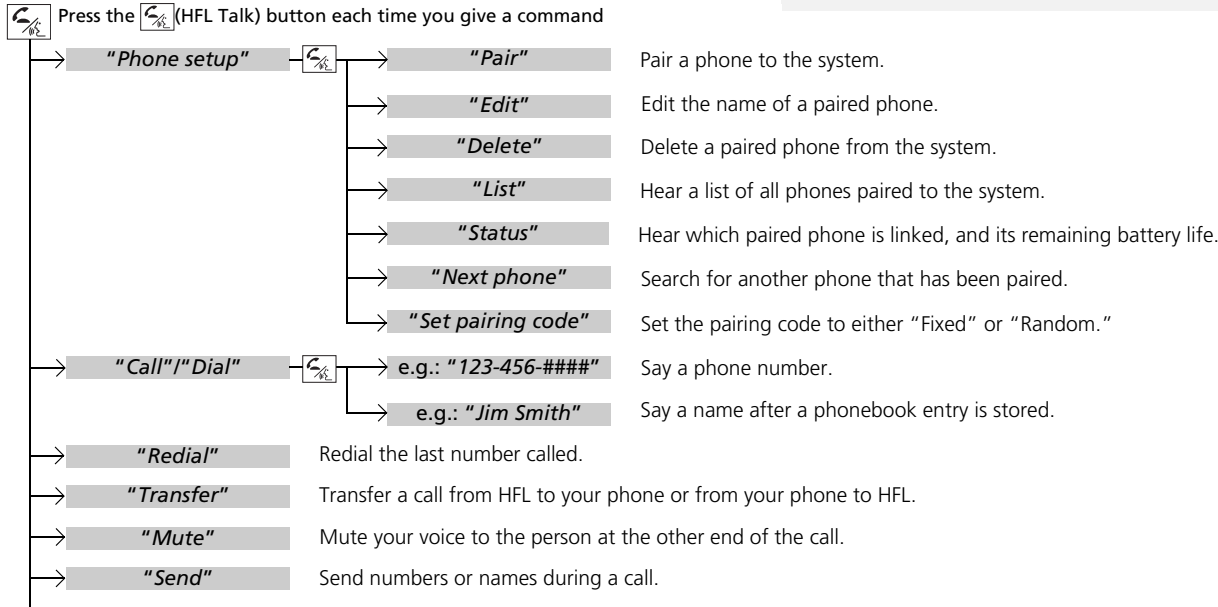 Press the (HFL Talk) button each time you give a command
"Phone setup"
"Pair" Pair a phone to the system.
"Edit" Edit the name of a paired phone.
"Delete" Delete a paired phone from the system.
"List" Hear a list of all phones paired to the system.
"Status" Hear which paired phone is linked, and its remaining battery life.
"Next phone" Search for another phone that has been paired.
"Set pairing code" Set the pairing code to either “Fixed” or “Random.”
"Call"/"Dial"
e.g.: "123-456-####" Say a phone number.
e.g.: "Jim Smith" Say a name after a phonebook entry is stored.
"Redial" Redial the last number called.
"Transfer" Transfer a call from HFL to your phone or from your phone to HFL.
"Mute" Mute your voice to the person at the other end of the call.
"Send" Send numbers or names during a call.